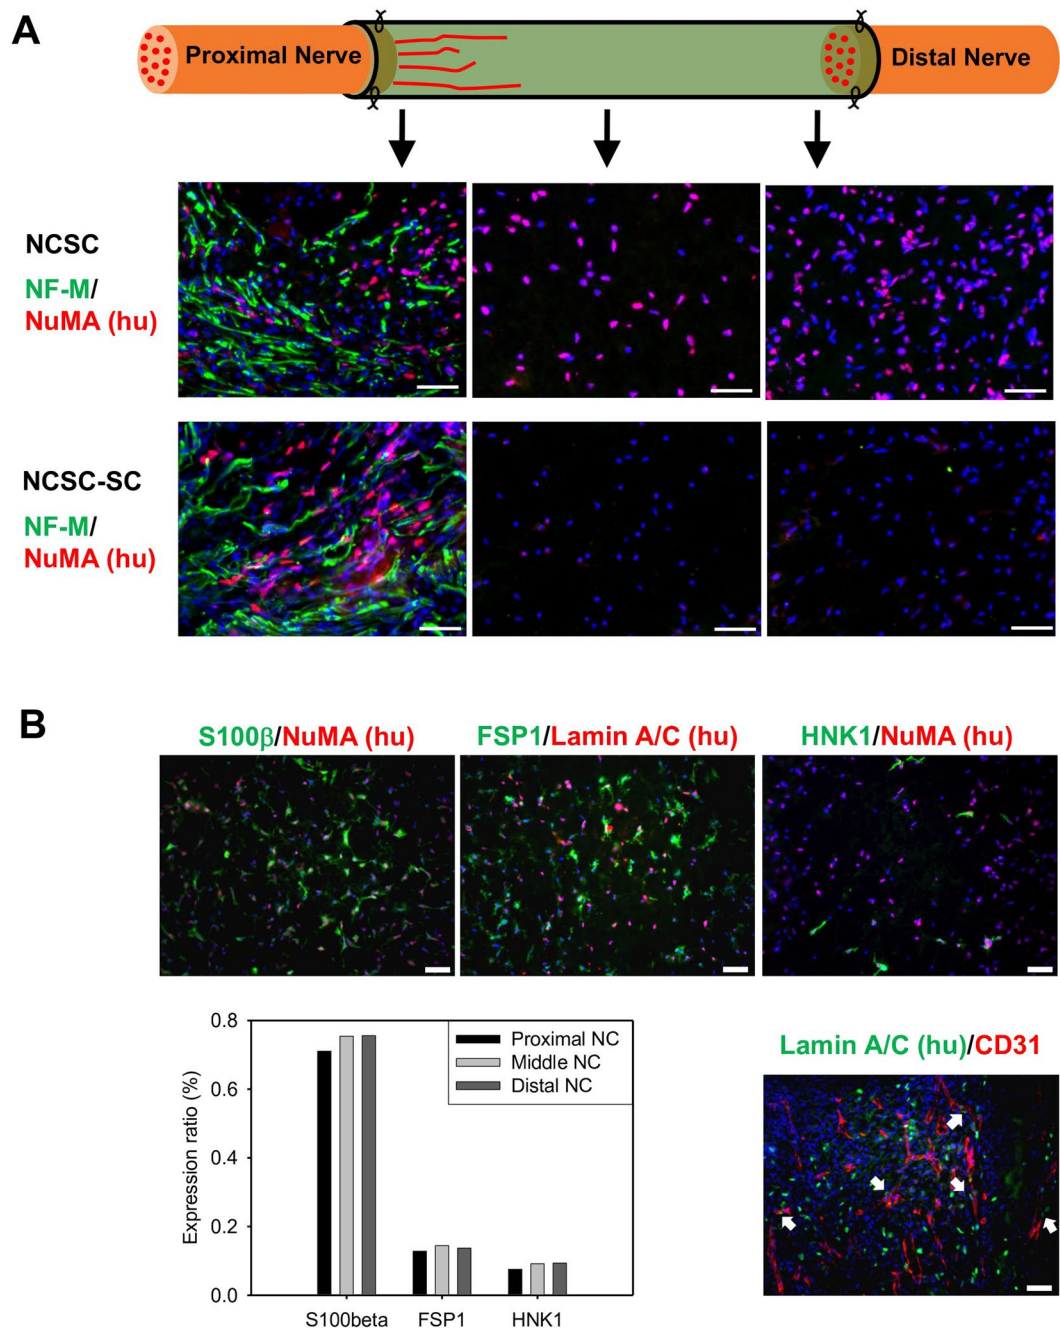 A
Proximal Nerve
Distal Nerve
NCSC
NF-M/
NuMA (hu)
NCSC-SC
NF-M/
NuMA (hu)
B
S100β/NuMA (hu)
FSP1/Lamin A/C (hu)
HNK1/NuMA (hu)
Expression ratio (%)
0.8
0.6
0.4
0.2
0.0
Proximal NC
Middle NC
Distal NC
S100beta
FSP1
HNK1
Lamin A/C (hu)/CD31